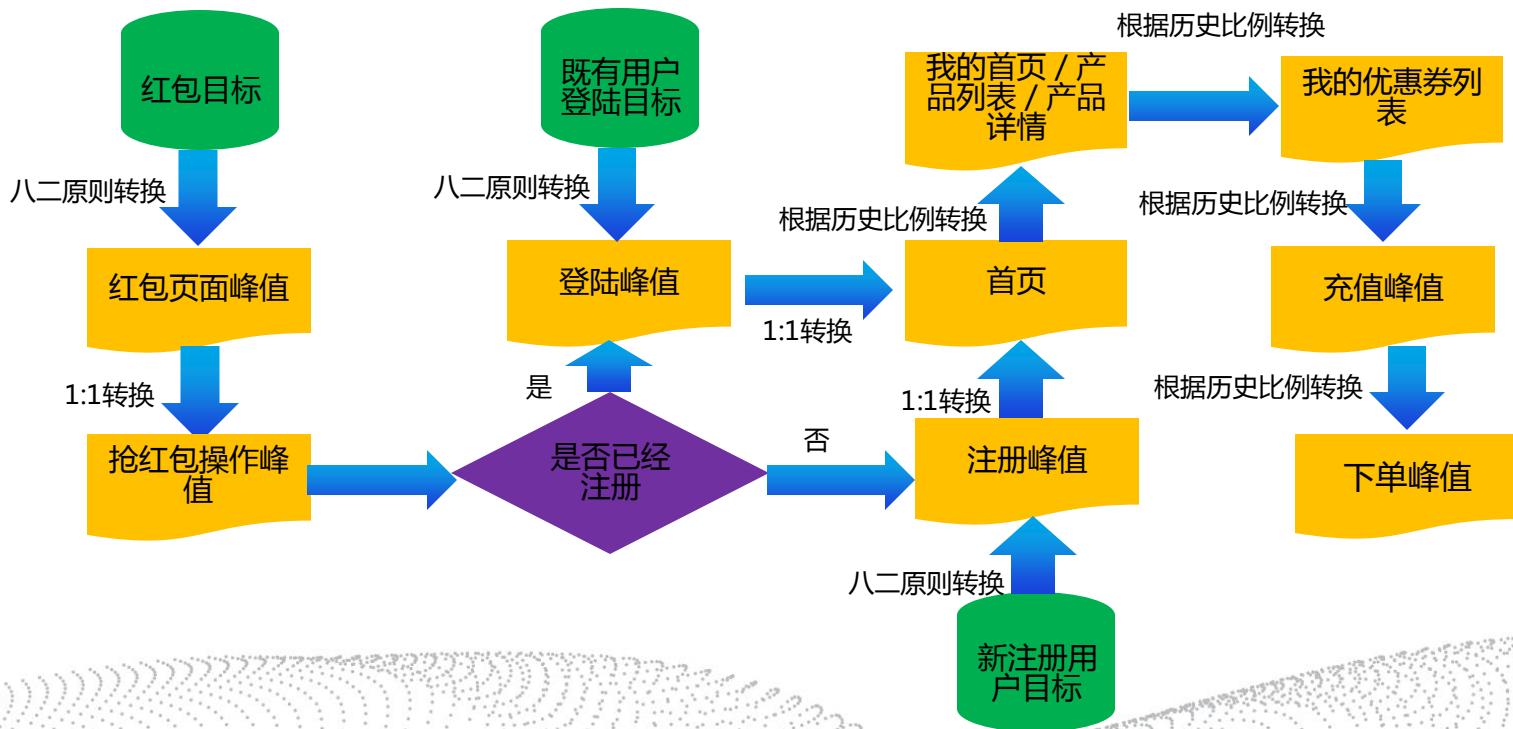 根据历史比例转换
红包目标
既有用户
登陆目标
我的首页 / 产
品列表 / 产品
详情
我的优惠券列
表
八二原则转换
八二原则转换
根据历史比例转换
根据历史比例转换
红包页面峰值
登陆峰值
首页
充值峰值
1:1转换
1:1转换
是
1:1转换
根据历史比例转换
抢红包操作峰
值
是否已经
注册
否
注册峰值
下单峰值
八二原则转换
新注册用
户目标